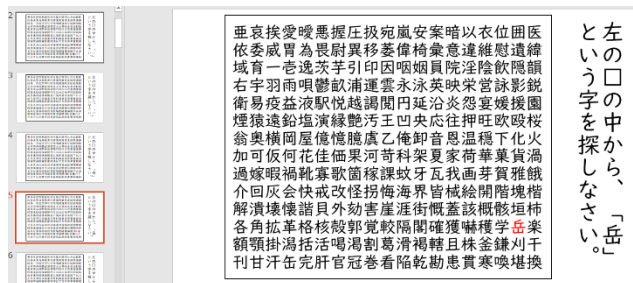 左の□の中から、「岳」
という字を探しなさい。
亜哀挨愛曖悪握圧扱宛嵐安案暗以衣位囲医
依委威為畏胃尉異移萎偉椅彙意違維慰遺緯
域育一壱逸茨芋引印因咽姻員院淫陰飲隠韻
右宇羽雨唄鬱畝浦運雲永泳英映栄営詠影鋭
衛易疫益液駅悦越謁閲円延沿炎怨宴媛援園
煙猿遠鉛塩演縁艶汚王凹央応往押旺欧殴桜
翁奥横岡屋億憶臆虞乙俺卸音恩温穏下化火
加可仮何花佳価果河苛科架夏家荷華菓貨渦
過嫁暇禍靴寡歌箇稼課蚊牙瓦我画芽賀雅餓
介回灰会快戒改怪拐悔海界皆械絵開階塊楷
解潰壊懐諧貝外劾害崖涯街慨蓋該概骸垣柿
各角拡革格核殻郭覚較隔閣確獲嚇穫学岳楽
額顎掛潟括活喝渇割葛滑褐轄且株釜鎌刈干
刊甘汗缶完肝官冠巻看陥乾勘患貫寒喚堪換
2
3
4
5
6